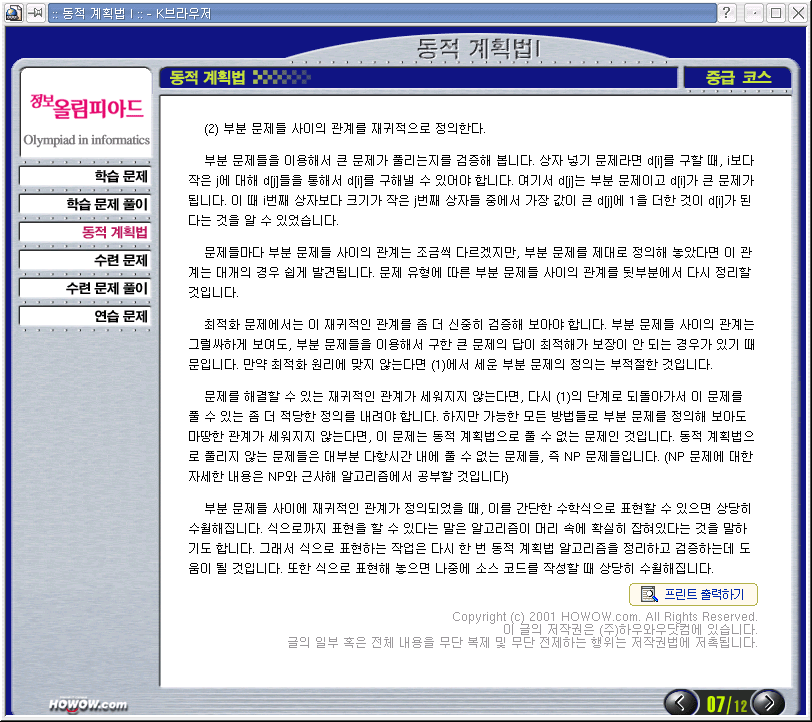 :: 동적 계획법 I :: - K브라우저
동적 계획법I
동적 계획법
중급 코스
정보올림피아드
Olympiad in informatics
학습 문제
학습 문제 풀이
동적 계획법
수련 문제
수련 문제 풀이
연습 문제
(2) 부분 문제들 사이의 관계를 재귀적으로 정의한다.
부분 문제들을 이용해서 큰 문제가 풀리는지를 검증해 봅니다. 상자 넣기 문제라면 d[i]를 구할 때, i보다
작은 j에 대해 d[j]들을 통해서 d[i]를 구해낼 수 있어야 합니다. 여기서 d[j]는 부분 문제이고 d[i]가 큰 문제가
됩니다. 이 때 i번째 상자보다 크기가 작은 j번째 상자들 중에서 가장 값이 큰 d[j]에 1을 더한 것이 d[i]가 된
다는 것을 알 수 있었습니다.
문제들마다 부분 문제들 사이의 관계는 조금씩 다르겠지만, 부분 문제를 제대로 정의해 놓았다면 이 관
계는 대개의 경우 쉽게 발견됩니다. 문제 유형에 따른 부분 문제들 사이의 관계를 뒷부분에서 다시 정리할
것입니다.
최적화 문제에서는 이 재귀적인 관계를 좀 더 신중히 검증해 보아야 합니다. 부분 문제들 사이의 관계는
그럴싸하게 보여도, 부분 문제들을 이용해서 구한 큰 문제의 답이 최적해가 보장이 안 되는 경우가 있기 때
문입니다. 만약 최적화 원리에 맞지 않는다면 (1)에서 세운 부분 문제의 정의는 부적절한 것입니다.
문제를 해결할 수 있는 재귀적인 관계가 세워지지 않는다면, 다시 (1)의 단계로 되돌아가서 이 문제를
풀 수 있는 좀 더 적당한 정의를 내려야 합니다. 하지만 가능한 모든 방법들로 부분 문제를 정의해 보아도
마땅한 관계가 세워지지 않는다면, 이 문제는 동적 계획법으로 풀 수 없는 문제인 것입니다. 동적 계획법으
로 풀리지 않는 문제들은 대부분 다항시간 내에 풀 수 없는 문제들, 즉 NP 문제들입니다. (NP 문제에 대한
자세한 내용은 NP와 근사해 알고리즘에서 공부할 것입니다)
부분 문제들 사이에 재귀적인 관계가 정의되었을 때, 이를 간단한 수학식으로 표현할 수 있으면 상당히
수월해집니다. 식으로까지 표현을 할 수 있다는 말은 알고리즘이 머리 속에 확실히 잡혀있다는 것을 말하
기도 합니다. 그래서 식으로 표현하는 작업은 다시 한 번 동적 계획법 알고리즘을 정리하고 검증하는데 도
움이 될 것입니다. 또한 식으로 표현해 놓으면 나중에 소스 코드를 작성할 때 상당히 수월해집니다.
프린트 출력하기
Copyright (c) 2001 HOWOW.com. All Rights Reserved.
이 글의 저작권은 (주)하우와우닷컴에 있습니다.
글의 일부 혹은 전체 내용을 무단 복제 및 무단 전제하는 행위는 저작권법에 저촉됩니다.
HOWOW.com
07/12